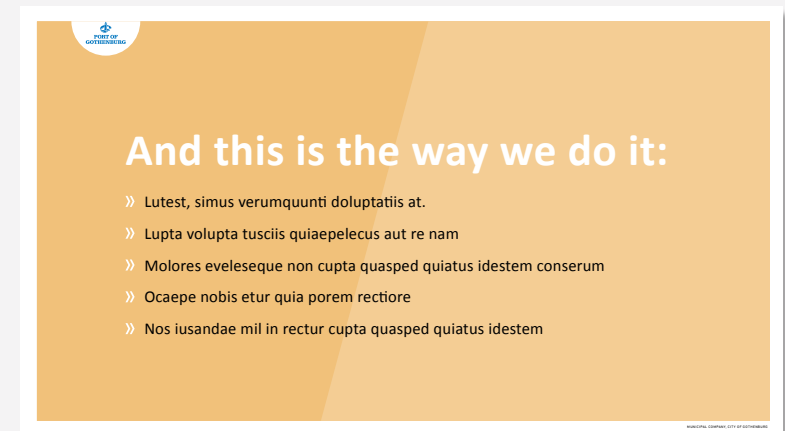 PORT OF
GOTHENBURG
And this is the way we do it:
» Lutest, simus verumquunti doluptatiis at.
» Lupta volupta tusciis quiaepelecus aut re nam
» Molores eveleseque non cupta quasped quiatus idestem conserum
» Ocaepe nobis etur quia porem rectiore
» Nos iusandae mil in rectur cupta quasped quiatus idestem
MUNICIPAL COMPANY, CITY OF GOTHENBURG